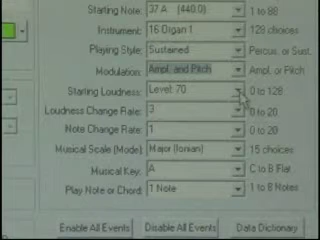 Starting Note: 37 A (440.0) 1 to 88
Instrument: 16 Organ 1 128 choices
Playing Style: Sustained Percus. or Sust.
Modulation: Ampl. and Pitch Ampl. or Pitch
Starting Loudness: Level: 70 0 to 128
Loudness Change Rate: 3 0 to 20
Note Change Rate: 1 0 to 20
Musical Scale (Mode): Major (Ionian) 15 choices
Musical Key: A C to B Flat
Play Note or Chord: 1 Note 1 to 8 Notes
Enable All Events Disable All Events Data Dictionary